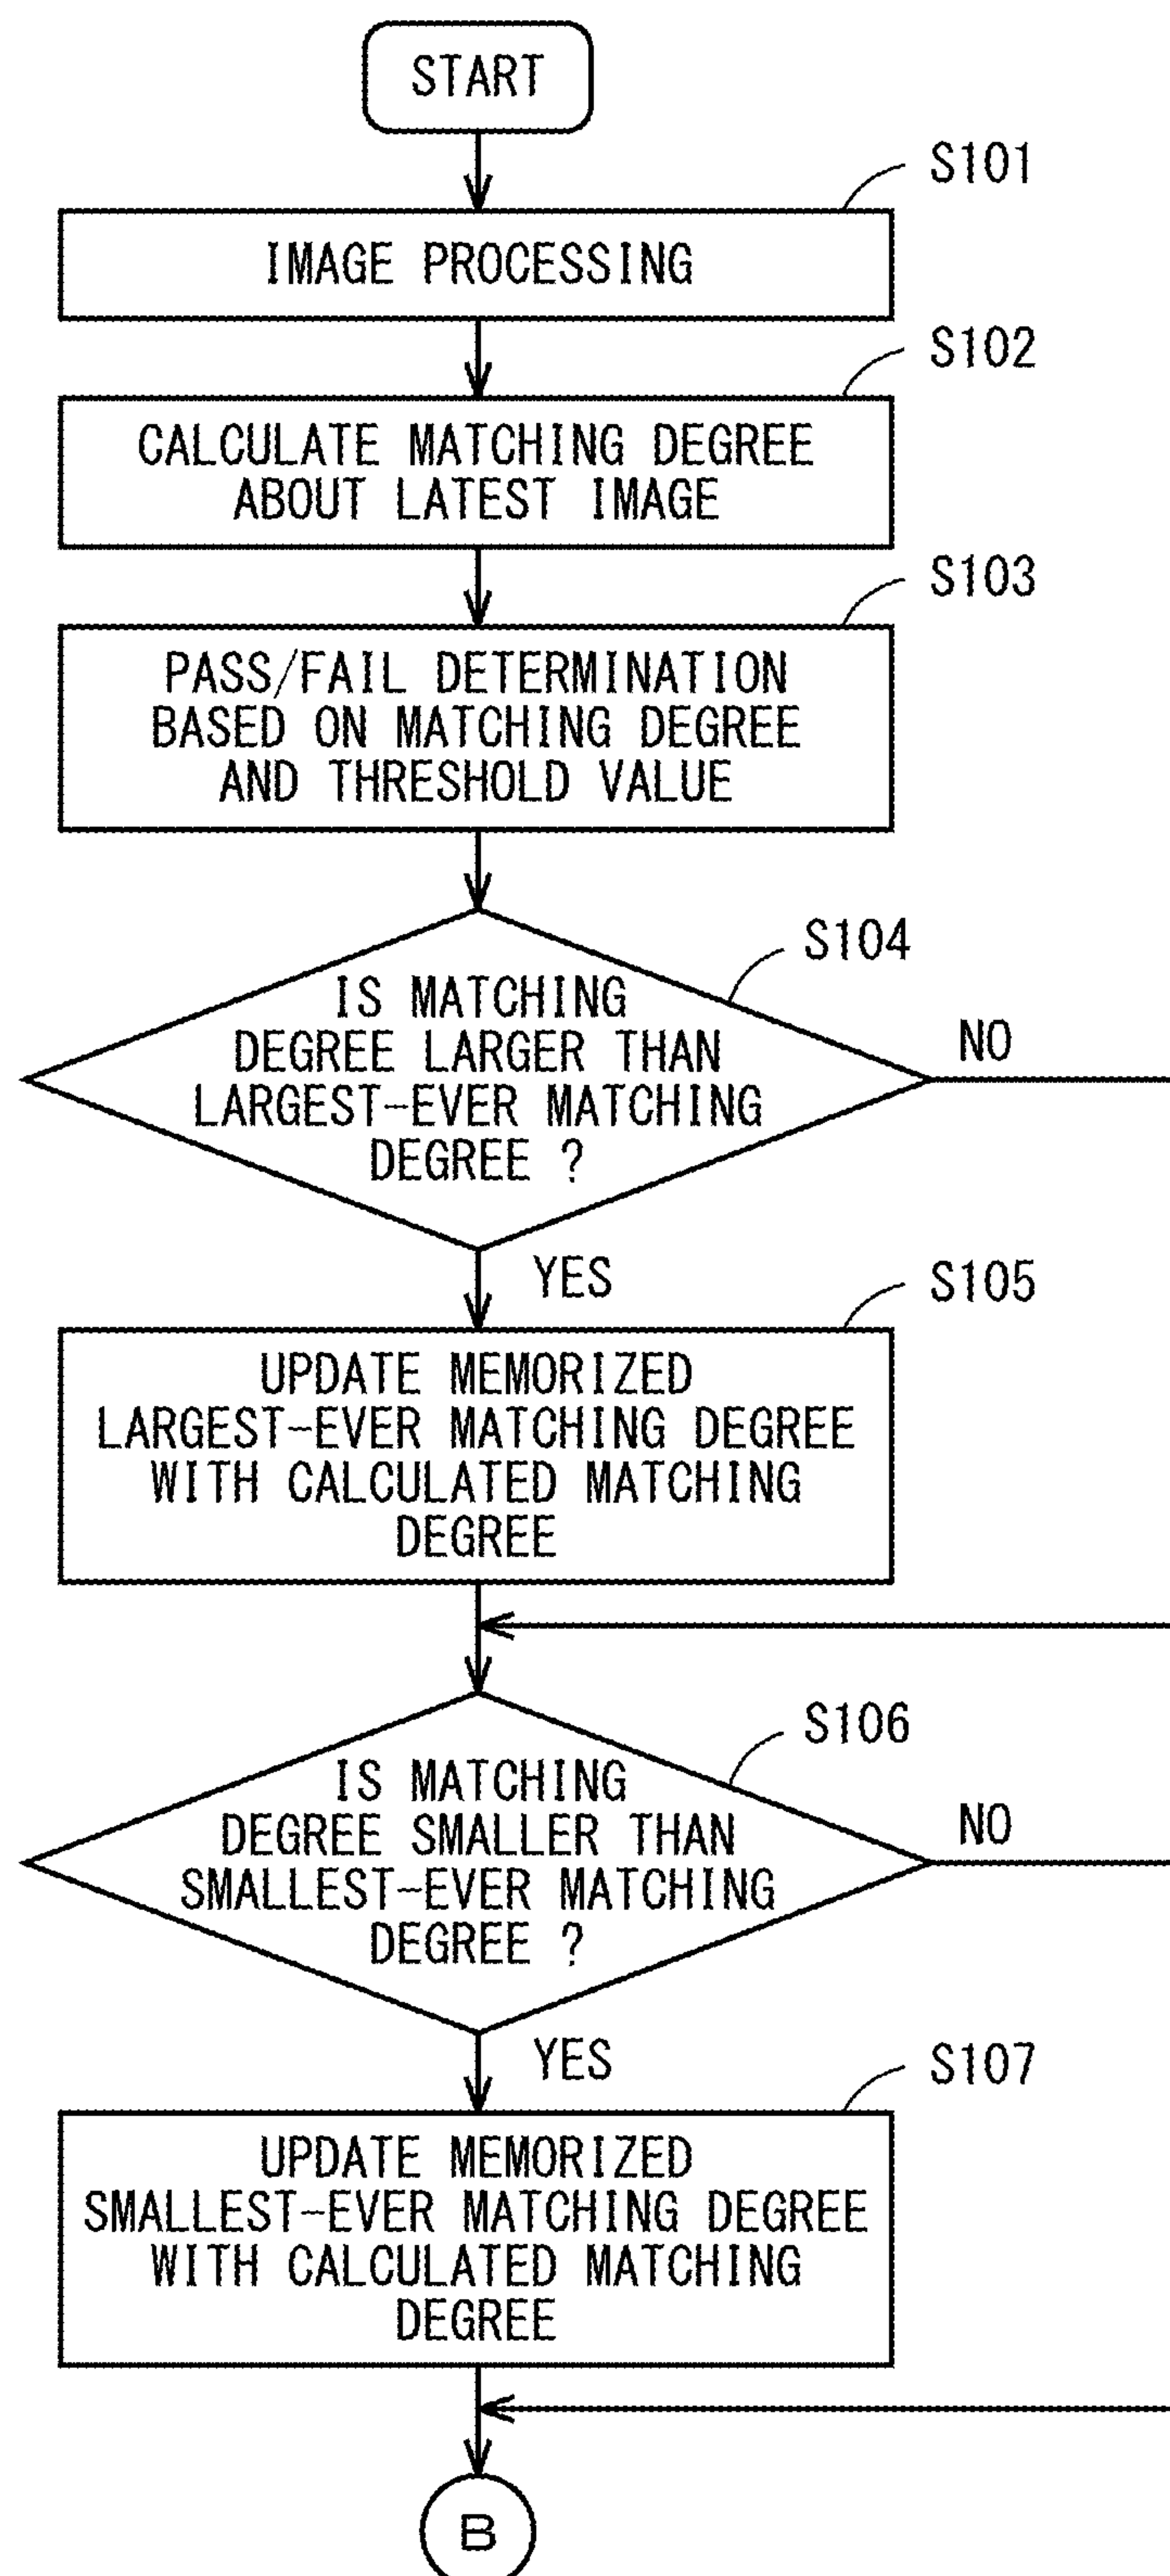 START
S101
IMAGE PROCESSING
S102
CALCULATE MATCHING DEGREE
ABOUT LATEST IMAGE
S103
PASS/FAIL DETERMINATION
BASED ON MATCHING DEGREE
AND THRESHOLD VALUE
S104
IS MATCHING
DEGREE LARGER THAN
LARGEST-EVER MATCHING
DEGREE ?
NO
YES
S105
UPDATE MEMORIZED
LARGEST-EVER MATCHING DEGREE
WITH CALCULATED MATCHING
DEGREE
S106
IS MATCHING
DEGREE SMALLER THAN
SMALLEST-EVER MATCHING
DEGREE ?
NO
YES
S107
UPDATE MEMORIZED
SMALLEST-EVER MATCHING DEGREE
WITH CALCULATED MATCHING
DEGREE
B